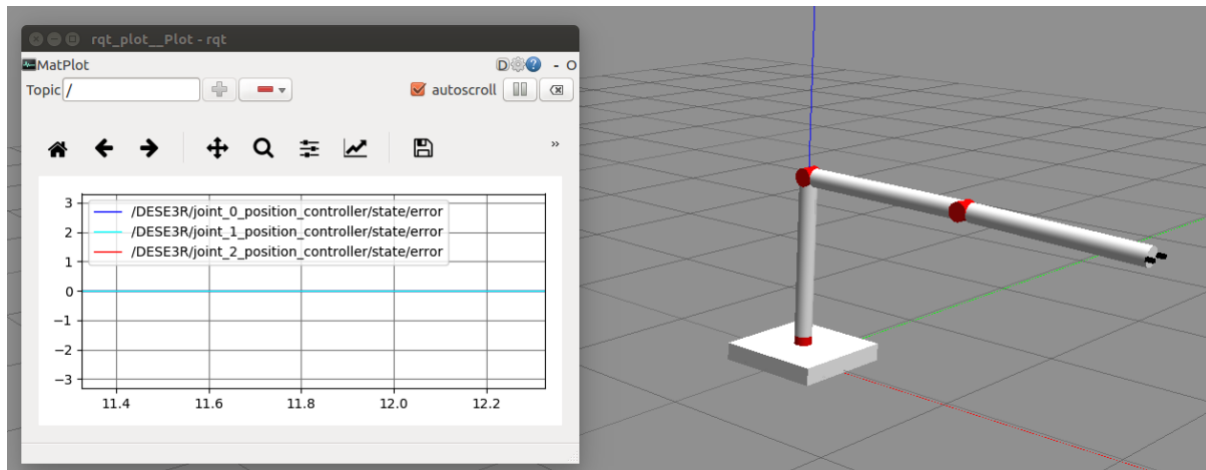 rqt_plot__Plot - rqt
MatPlot
D
?
- O
Topic /
autoscroll
»
3
2
1
0
−1
−2
−3
/DESE3R/joint_0_position_controller/state/error
/DESE3R/joint_1_position_controller/state/error
/DESE3R/joint_2_position_controller/state/error
11.4 11.6 11.8 12.0 12.2